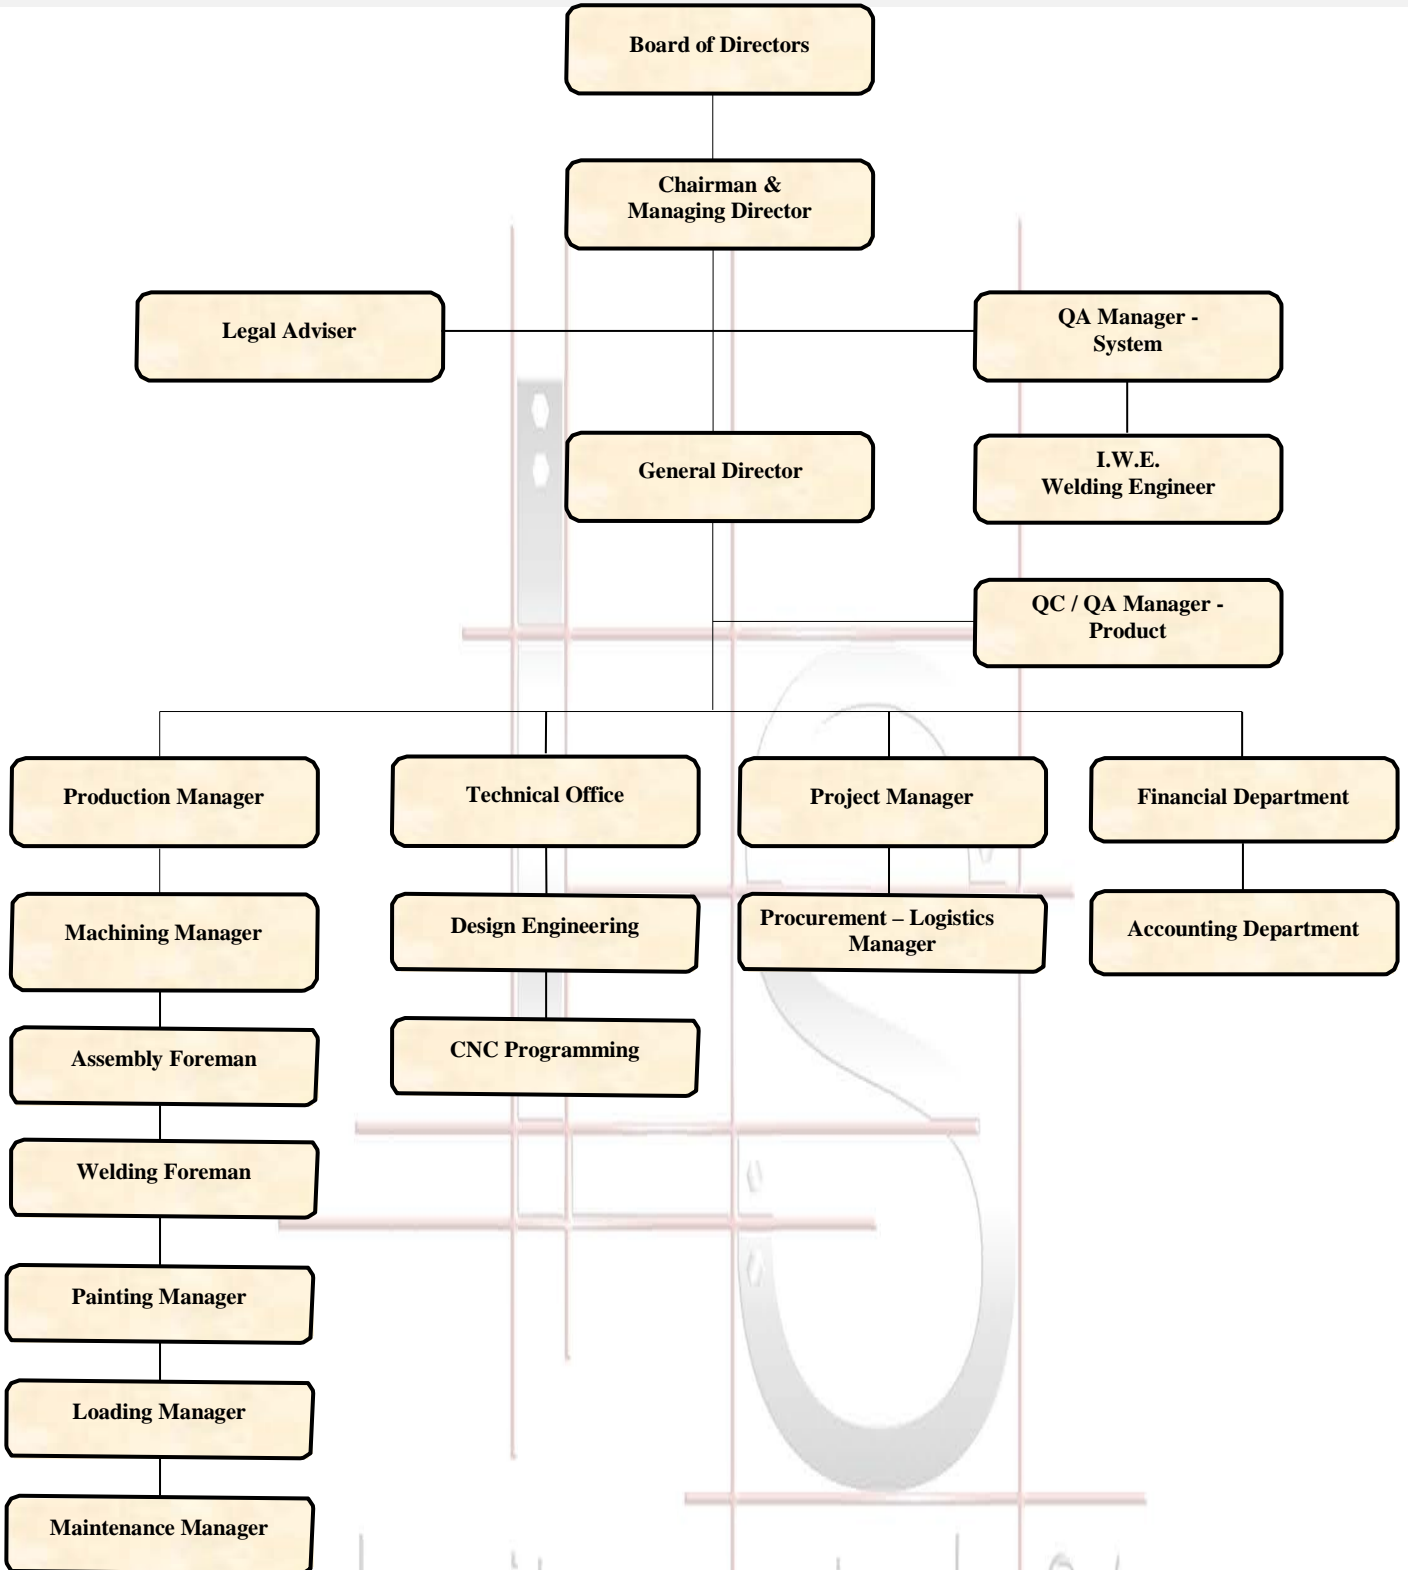 Board of Directors
Chairman &
Managing Director
Legal Adviser
QA Manager -
System
General Director
I.W.E.
Welding Engineer
QC / QA Manager -
Product
Production Manager
Technical Office
Project Manager
Financial Department
Machining Manager
Design Engineering
Procurement – Logistics
Manager
Accounting Department
Assembly Foreman
CNC Programming
Welding Foreman
Painting Manager
Loading Manager
Maintenance Manager